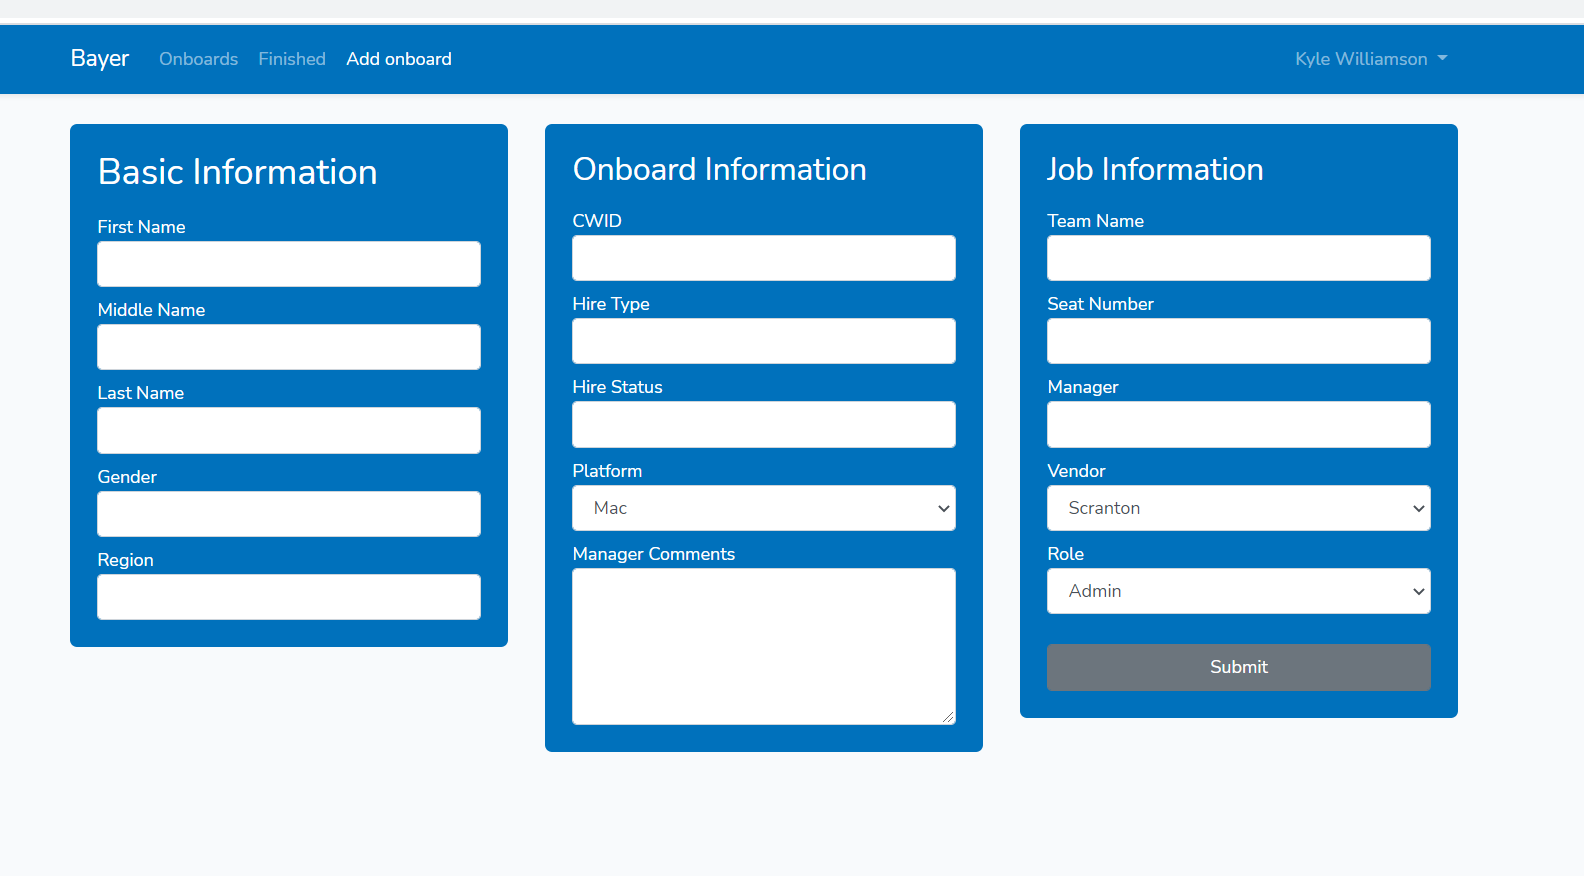 Bayer Onboards Finished Add onboard Kyle Williamson
Basic Information
First Name
Middle Name
Last Name
Gender
Region
Onboard Information
CWID
Hire Type
Hire Status
Platform
Mac
Manager Comments
Job Information
Team Name
Seat Number
Manager
Vendor
Scranton
Role
Admin
Submit